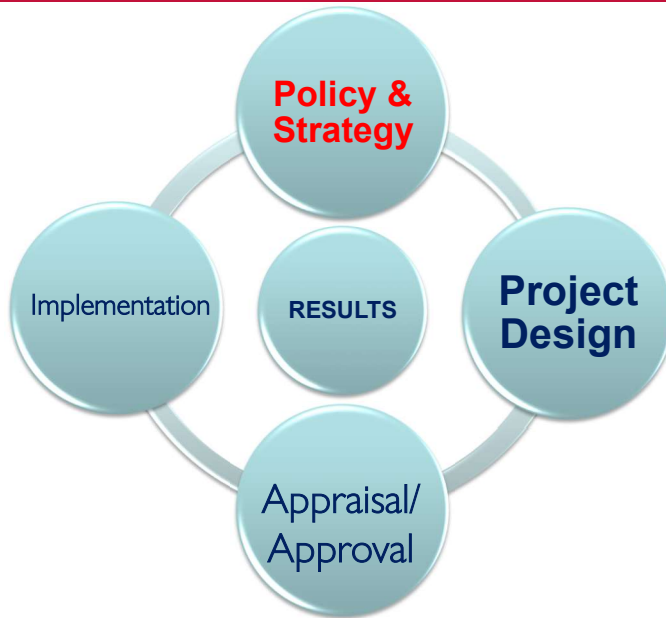 Policy &
Strategy
Implementation
RESULTS
Project
Design
Appraisal/
Approval